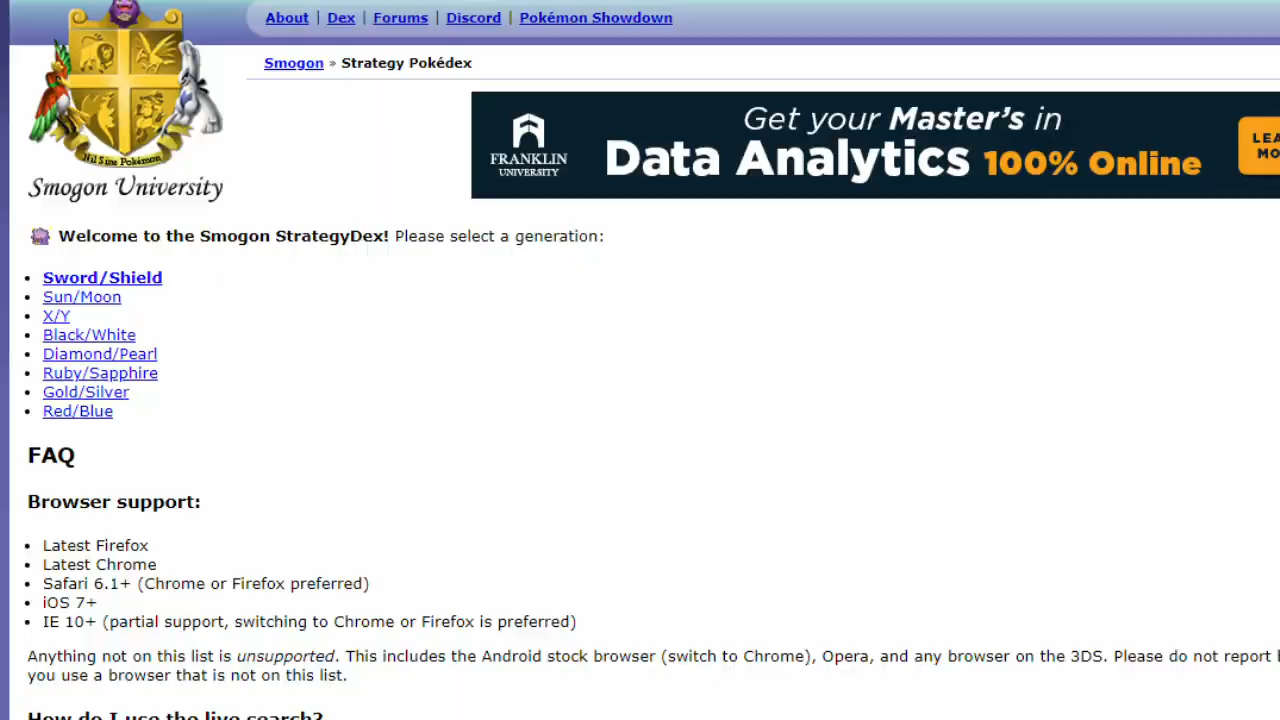 About | Dex | Forums | Discord | Pokémon Showdown
Smogon » Strategy Pokédex
Nil Sine Pokémon
Smogon University
FRANKLIN
UNIVERSITY
Get your Master's in
Data Analytics 100% Online
Welcome to the Smogon StrategyDex! Please select a generation:
• Sword/Shield
• Sun/Moon
• X/Y
• Black/White
• Diamond/Pearl
• Ruby/Sapphire
• Gold/Silver
• Red/Blue
FAQ
Browser support:
• Latest Firefox
• Latest Chrome
• Safari 6.1+ (Chrome or Firefox preferred)
• iOS 7+
• IE 10+ (partial support, switching to Chrome or Firefox is preferred)
Anything not on this list is unsupported. This includes the Android stock browser (switch to Chrome), Opera, and any browser on the 3DS. Please do not report
you use a browser that is not on this list.
How do I use the live search?